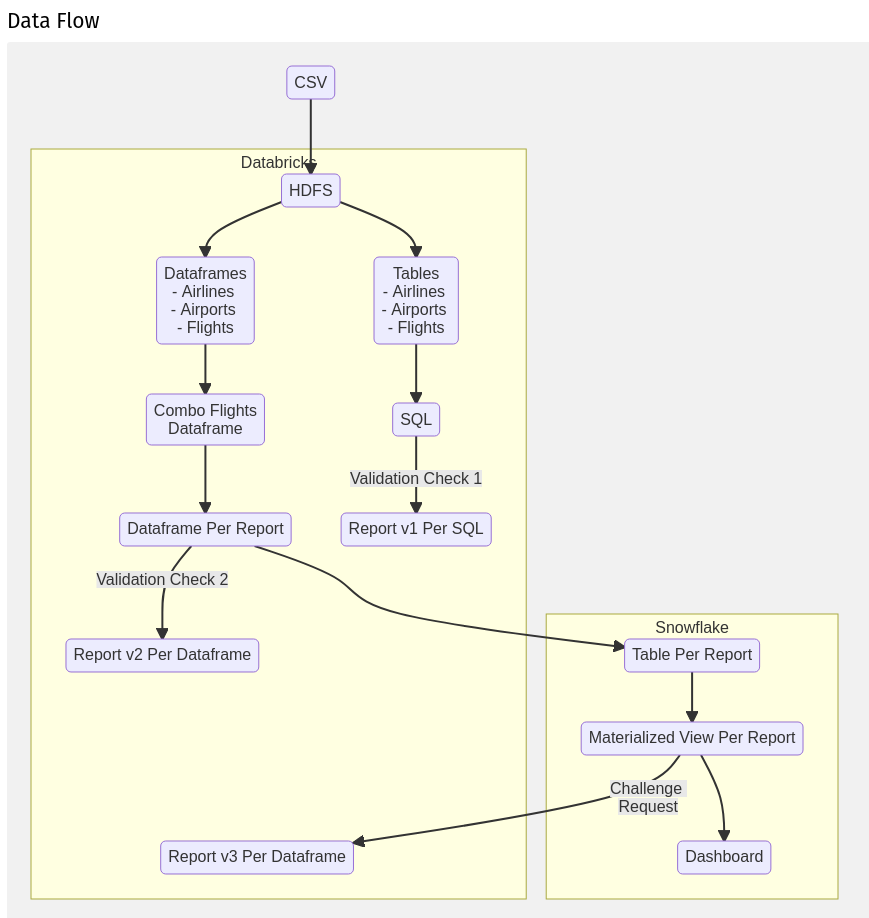 Data Flow
CSV
Databricks
HDFS
Dataframes
- Airlines
- Airports
- Flights
Tables
- Airlines
- Airports
- Flights
Combo Flights
Dataframe
SQL
Validation Check 1
Dataframe Per Report
Report v1 Per SQL
Validation Check 2
Snowflake
Report v2 Per Dataframe
Table Per Report
Materialized View Per Report
Challenge
Request
Report v3 Per Dataframe
Dashboard